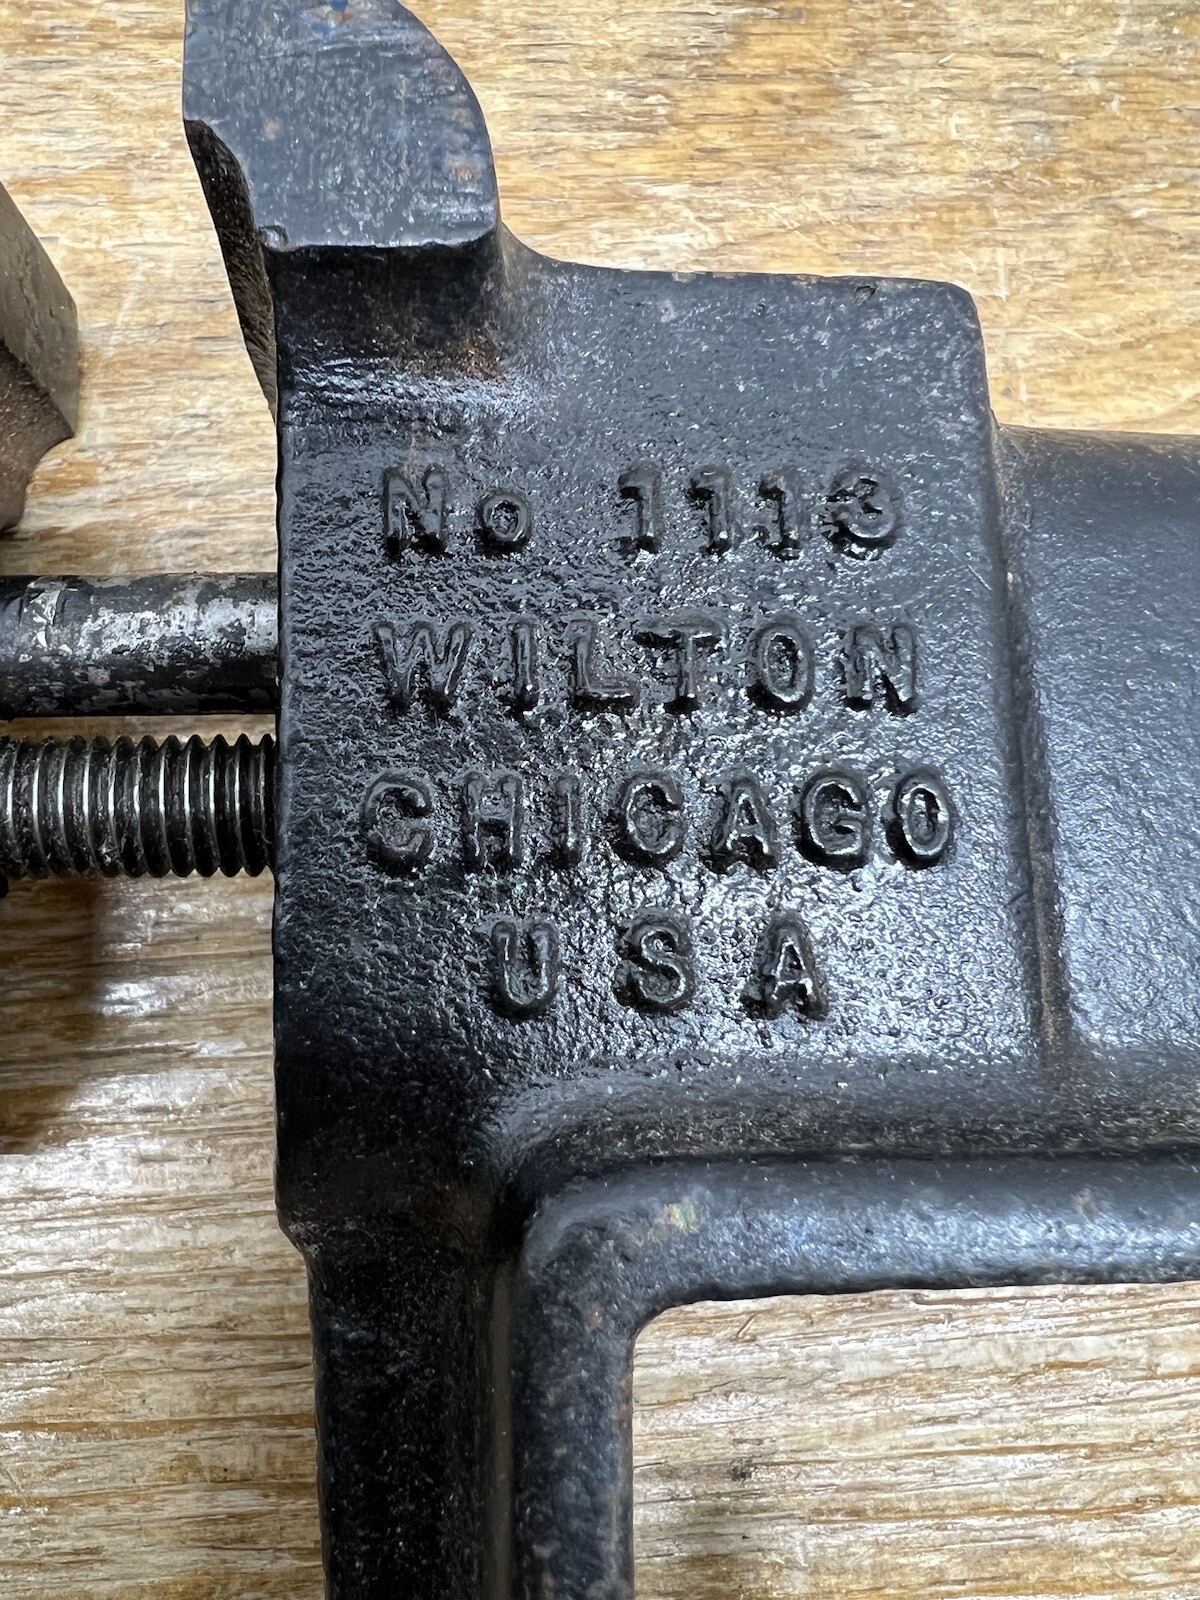 No 1113
WILTON
CHICAGO
USA